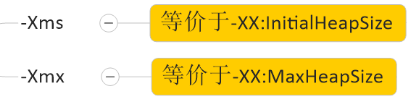 -Xms 等价于-XX:InitialHeapSize
-Xmx 等价于-XX:MaxHeapSize